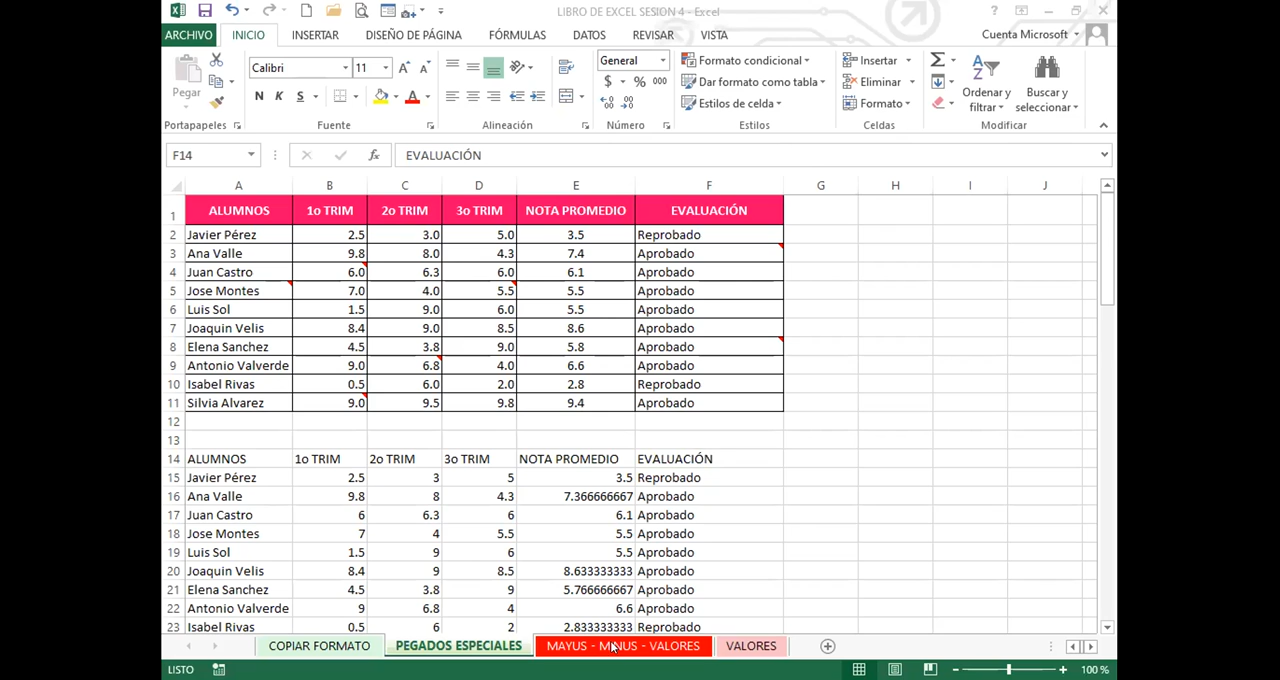 LIBRO DE EXCEL SESION 4 - Excel
ARCHIVO INICIO INSERTAR DISEÑO DE PÁGINA FÓRMULAS DATOS REVISAR VISTA Cuenta Microsoft
Pegar
Portapapeles
Calibri 11
N K S
Fuente
Alineación
General
$ % 000
Número
Formato condicional
Dar formato como tabla
Estilos de celda
Estilos
Insertar
Eliminar
Formato
Celdas
Ordenar y filtrar
Buscar y seleccionar
Modificar
F14 fx EVALUACIÓN
A B C D E F G H I J
1 ALUMNOS 1o TRIM 2o TRIM 3o TRIM NOTA PROMEDIO EVALUACIÓN
2 Javier Pérez 2.5 3.0 5.0 3.5 Reprobado
3 Ana Valle 9.8 8.0 4.3 7.4 Aprobado
4 Juan Castro 6.0 6.3 6.0 6.1 Aprobado
5 Jose Montes 7.0 4.0 5.5 5.5 Aprobado
6 Luis Sol 1.5 9.0 6.0 5.5 Aprobado
7 Joaquin Velis 8.4 9.0 8.5 8.6 Aprobado
8 Elena Sanchez 4.5 3.8 9.0 5.8 Aprobado
9 Antonio Valverde 9.0 6.8 4.0 6.6 Aprobado
10 Isabel Rivas 0.5 6.0 2.0 2.8 Reprobado
11 Silvia Alvarez 9.0 9.5 9.8 9.4 Aprobado
12
13
14 ALUMNOS 1o TRIM 2o TRIM 3o TRIM NOTA PROMEDIO EVALUACIÓN
15 Javier Pérez 2.5 3 5 3.5 Reprobado
16 Ana Valle 9.8 8 4.3 7.366666667 Aprobado
17 Juan Castro 6 6.3 6 6.1 Aprobado
18 Jose Montes 7 4 5.5 5.5 Aprobado
19 Luis Sol 1.5 9 6 5.5 Aprobado
20 Joaquin Velis 8.4 9 8.5 8.633333333 Aprobado
21 Elena Sanchez 4.5 3.8 9 5.766666667 Aprobado
22 Antonio Valverde 9 6.8 4 6.6 Aprobado
23 Isabel Rivas 0.5 6 2 2.833333333 Reprobado
COPIAR FORMATO PEGADOS ESPECIALES MAYUS - MINUS - VALORES VALORES
LISTO 100 %